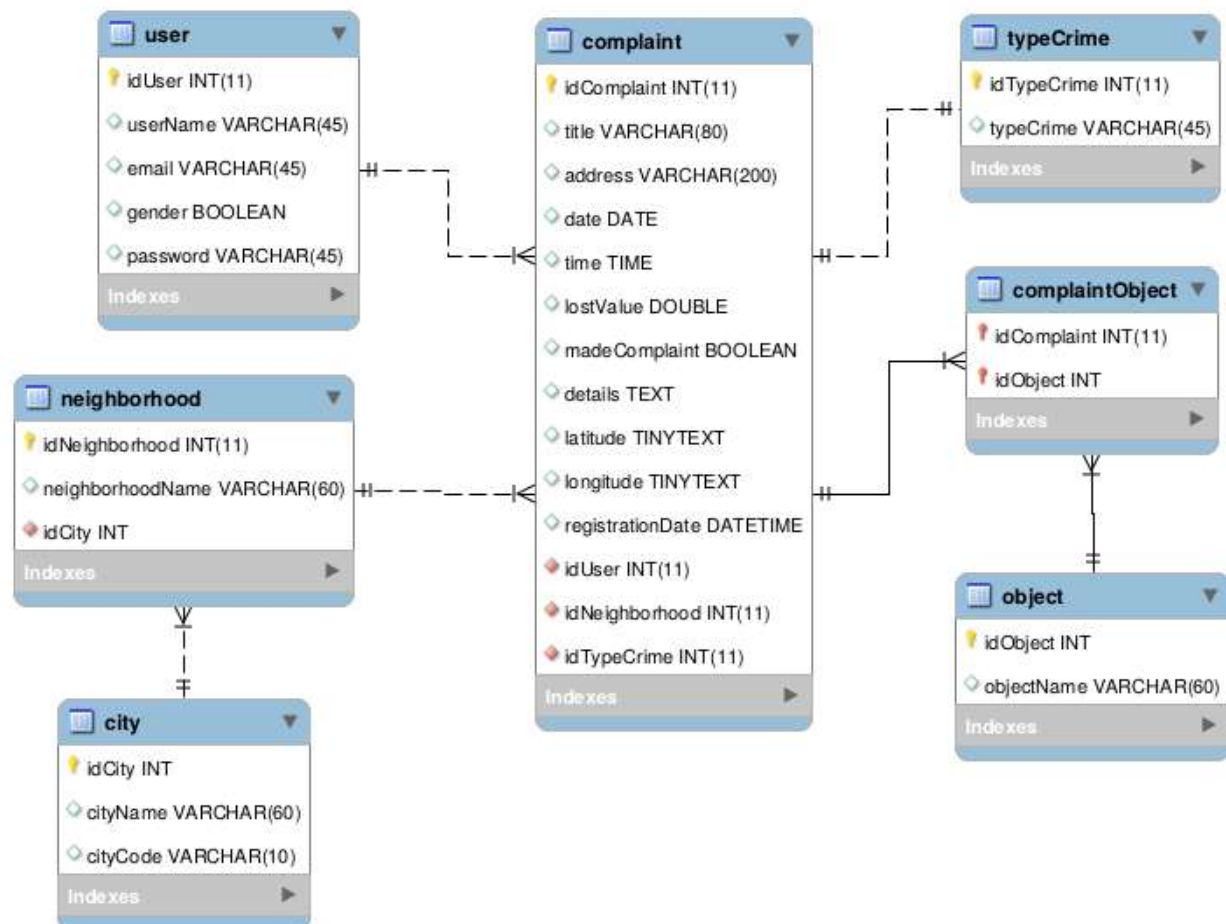 user
idUser INT(11)
userName VARCHAR(45)
email VARCHAR(45)
gender BOOLEAN
password VARCHAR(45)
Indexes
neighborhood
idNeighborhood INT(11)
neighborhoodName VARCHAR(60)
idCity INT
Indexes
city
idCity INT
cityName VARCHAR(60)
cityCode VARCHAR(10)
Indexes
complaint
idComplaint INT(11)
title VARCHAR(80)
address VARCHAR(200)
date DATE
time TIME
lostValue DOUBLE
madeComplaint BOOLEAN
details TEXT
latitude TINYTEXT
longitude TINYTEXT
registrationDate DATETIME
idUser INT(11)
idNeighborhood INT(11)
idTypeCrime INT(11)
Indexes
typeCrime
idTypeCrime INT(11)
typeCrime VARCHAR(45)
Indexes
complaintObject
idComplaint INT(11)
idObject INT
Indexes
object
idObject INT
objectName VARCHAR(60)
Indexes